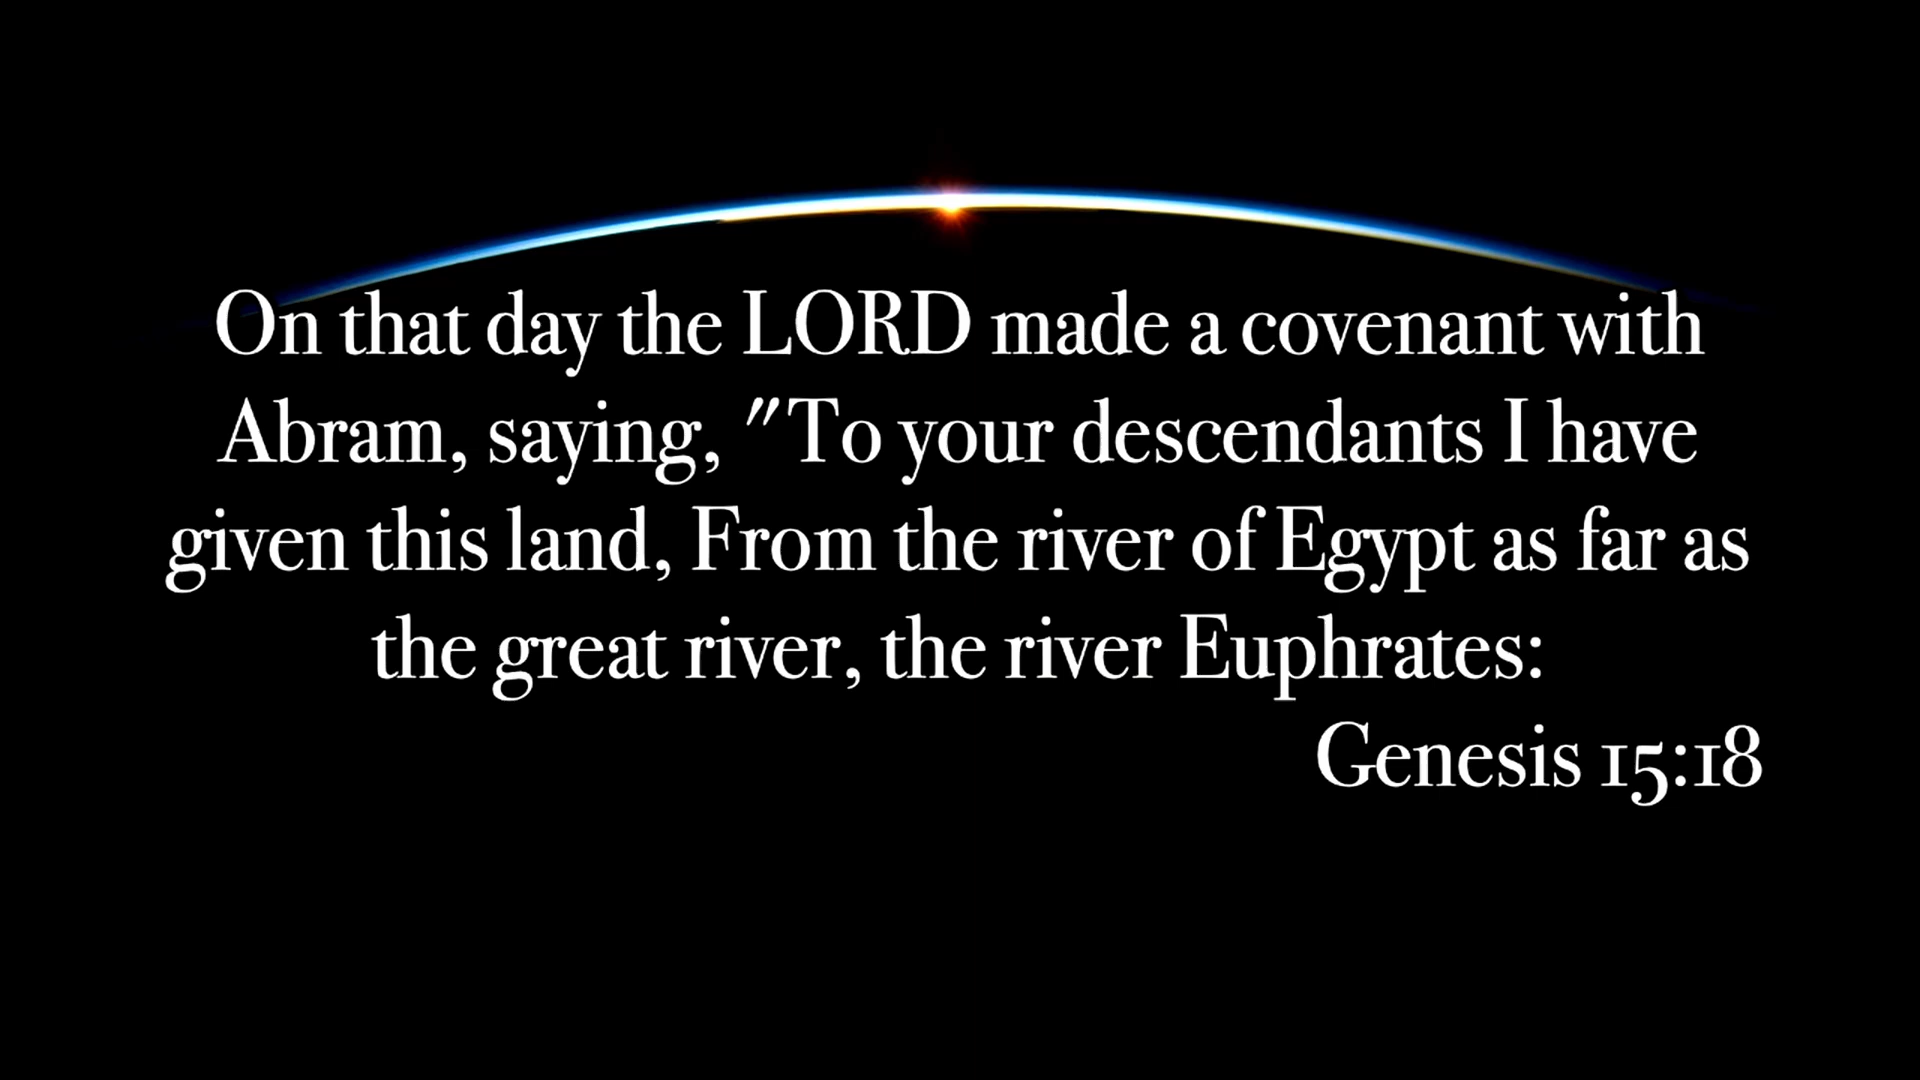 On that day the LORD made a covenant with
Abram, saying, "To your descendants I have
given this land, From the river of Egypt as far as
the great river, the river Euphrates:
Genesis 15:18